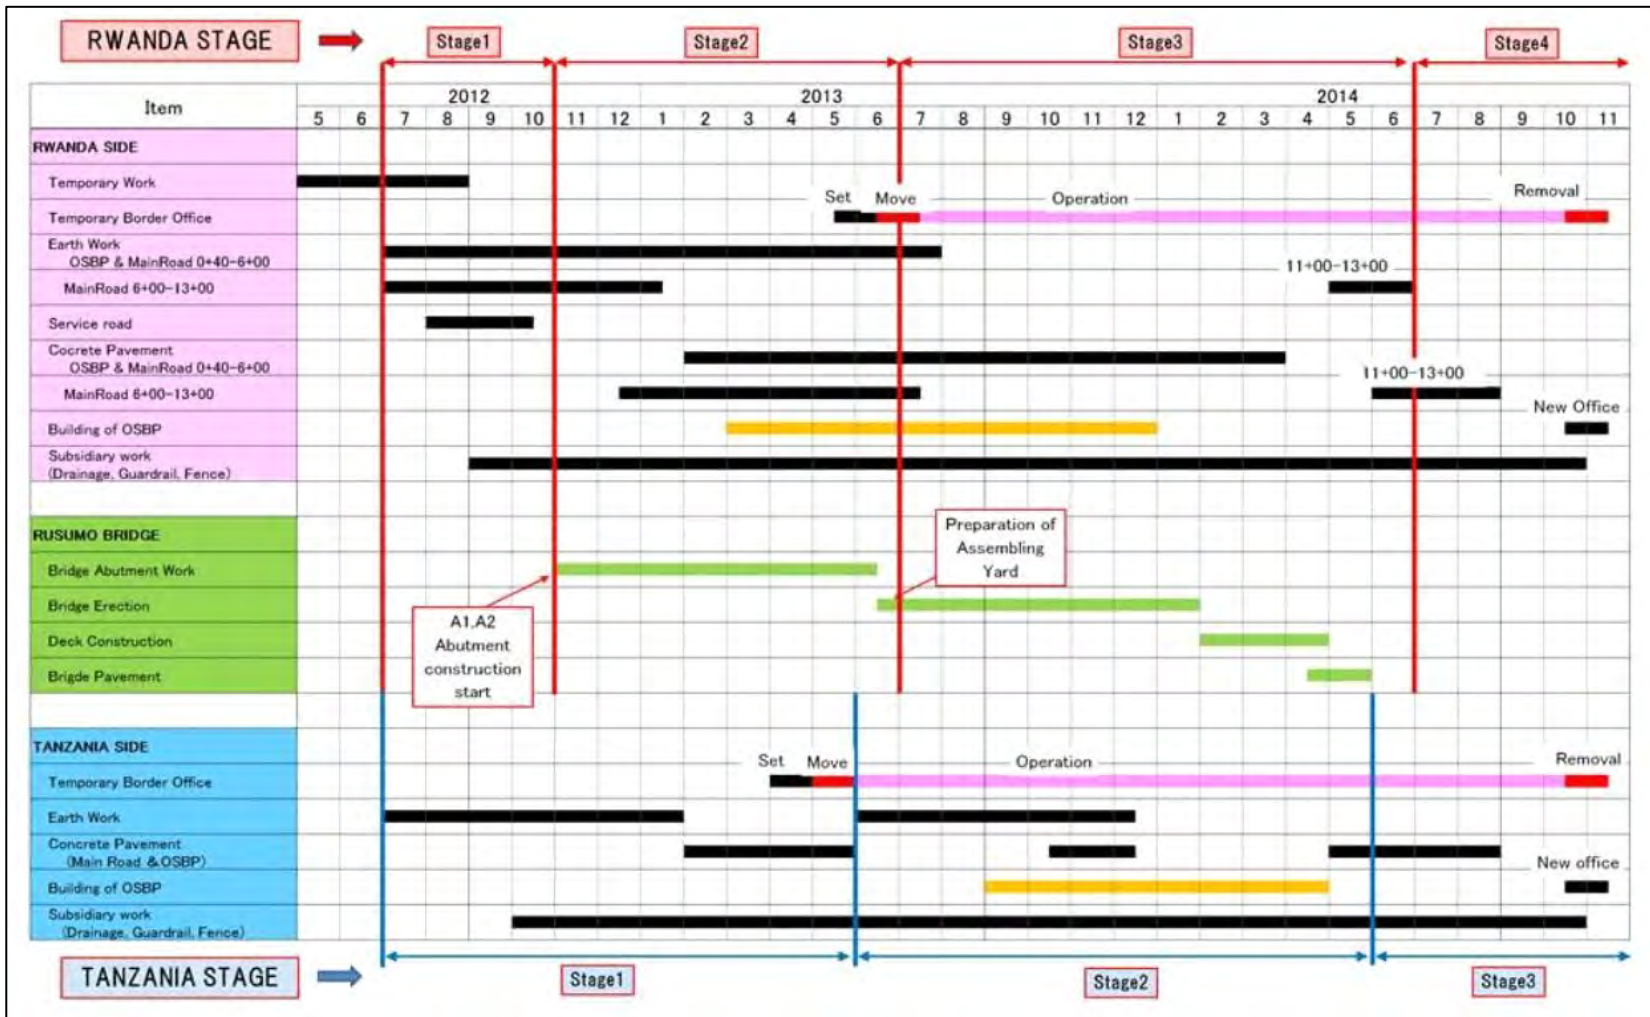 RWANDA STAGE
Stage1
Stage2
Stage3
Stage4
Item
2012
2013
2014
5 6 7 8 9 10 11 12 1 2 3 4 5 6 7 8 9 10 11 12 1 2 3 4 5 6 7 8 9 10 11
RWANDA SIDE
Temporary Work
Set
Move
Operation
Removal
Temporary Border Office
Earth Work
OSBP & MainRoad 0+40-6+00
11+00-13+00
MainRoad 6+00-13+00
Service road
Cocrete Pavement
OSBP & MainRoad 0+40-6+00
11+00-13+00
MainRoad 6+00-13+00
New Office
Building of OSBP
Subsidiary work
(Drainage, Guardrail, Fence)
RUSUMO BRIDGE
Preparation of
Assembling
Yard
Bridge Abutment Work
Bridge Erection
A1,A2
Abutment
construction
start
Deck Construction
Brigde Pavement
TANZANIA SIDE
Set
Move
Operation
Removal
Temporary Border Office
Earth Work
Concrete Pavement
(Main Road &OSBP)
New office
Building of OSBP
Subsidiary work
(Drainage, Guardrail, Fence)
TANZANIA STAGE
Stage1
Stage2
Stage3